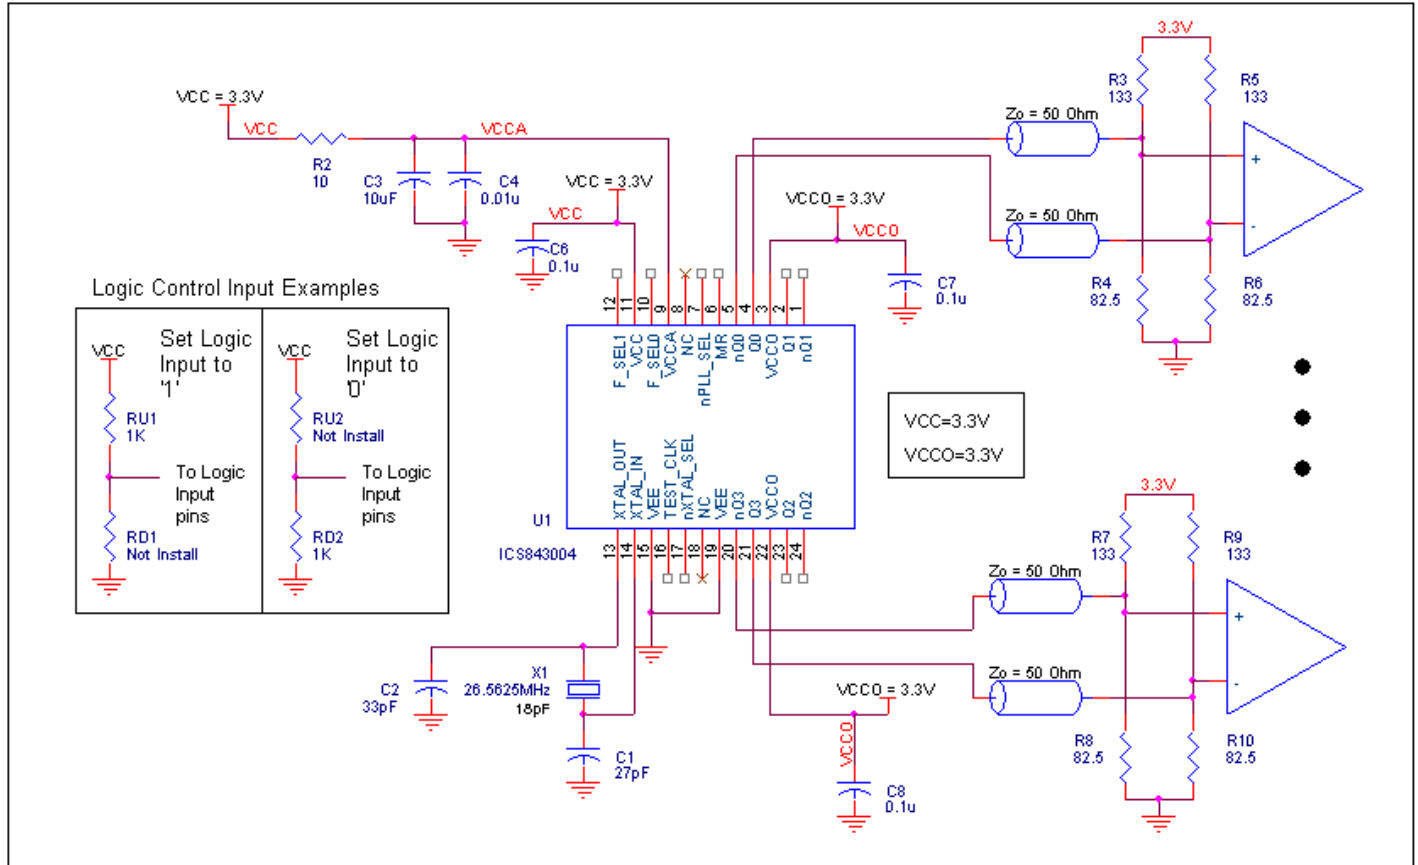 3.3V
R3
133
R5
133
VCC = 3.3V
VCC
VCCA
R2
10
C3
10uF
C4
0.01u
Zo = 50 Ohm
+
VCC = 3.3V
VCC
C6
0.1u
VCCO = 3.3V
VCCO
C7
0.1u
Zo = 50 Ohm
-
R4
82.5
R6
82.5
12
11
10
9
8
7
6
5
4
3
2
1
F_SEL1
VCC
F_SEL0
VCCA
NC
nPLL_SEL
MR
nQ0
Q0
VCCO
Q1
nQ1
Logic Control Input Examples
VCC
Set Logic
Input to
'1'
RU1
1K
To Logic
Input
pins
RD1
Not Install
VCC
Set Logic
Input to
'0'
RU2
Not Install
To Logic
Input
pins
RD2
1K
VCC=3.3V
VCCO=3.3V
XTAL_OUT
XTAL_IN
VEE
TEST_CLK
nXTAL_SEL
NC
VEE
nQ3
Q3
VCCO
Q2
nQ2
U1
ICS843004
13
14
15
16
17
18
19
20
21
22
23
24
3.3V
R7
133
R9
133
Zo = 50 Ohm
+
Zo = 50 Ohm
-
C2
33pF
X1
26.5625MHz
18pF
C1
27pF
VCCO = 3.3V
VCCO
C8
0.1u
R8
82.5
R10
82.5